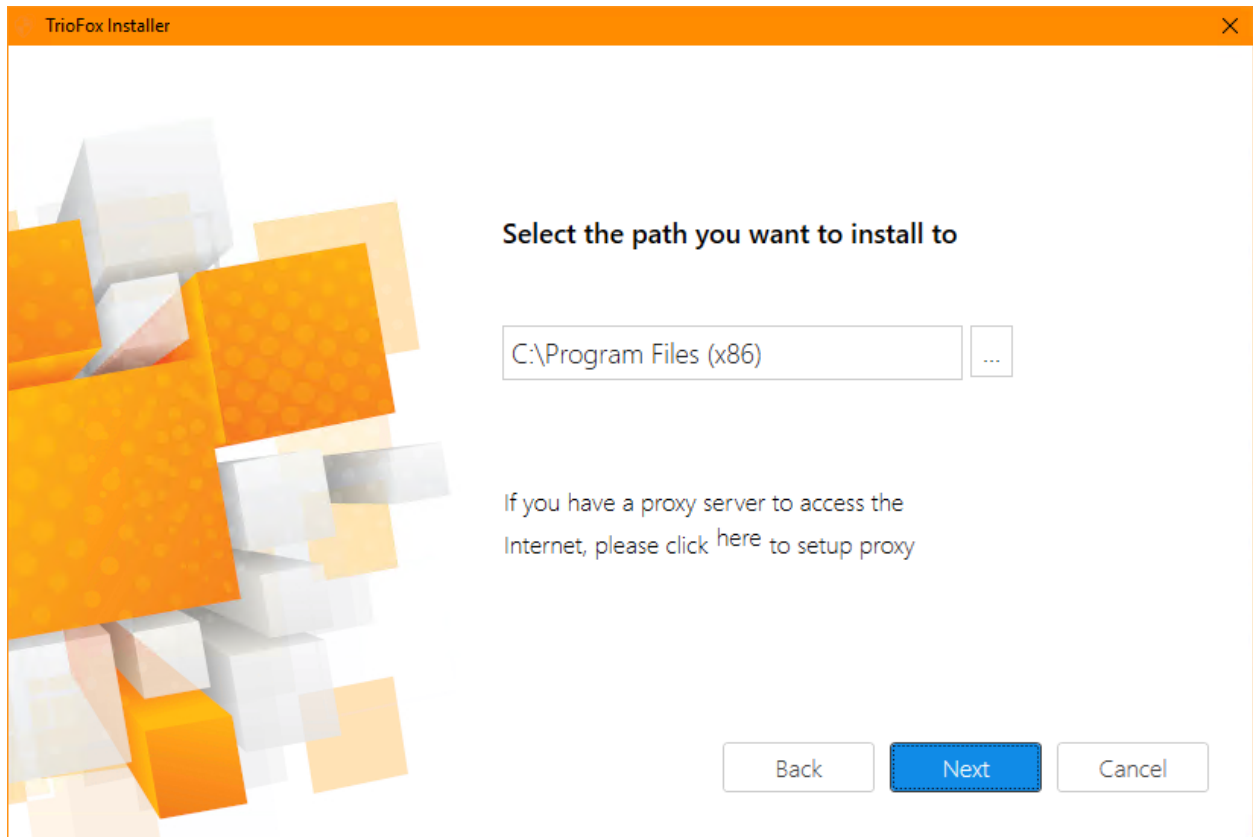 TrioFox Installer
Select the path you want to install to
C:\Program Files (x86)
...
If you have a proxy server to access the
Internet, please click here to setup proxy
Back
Next
Cancel